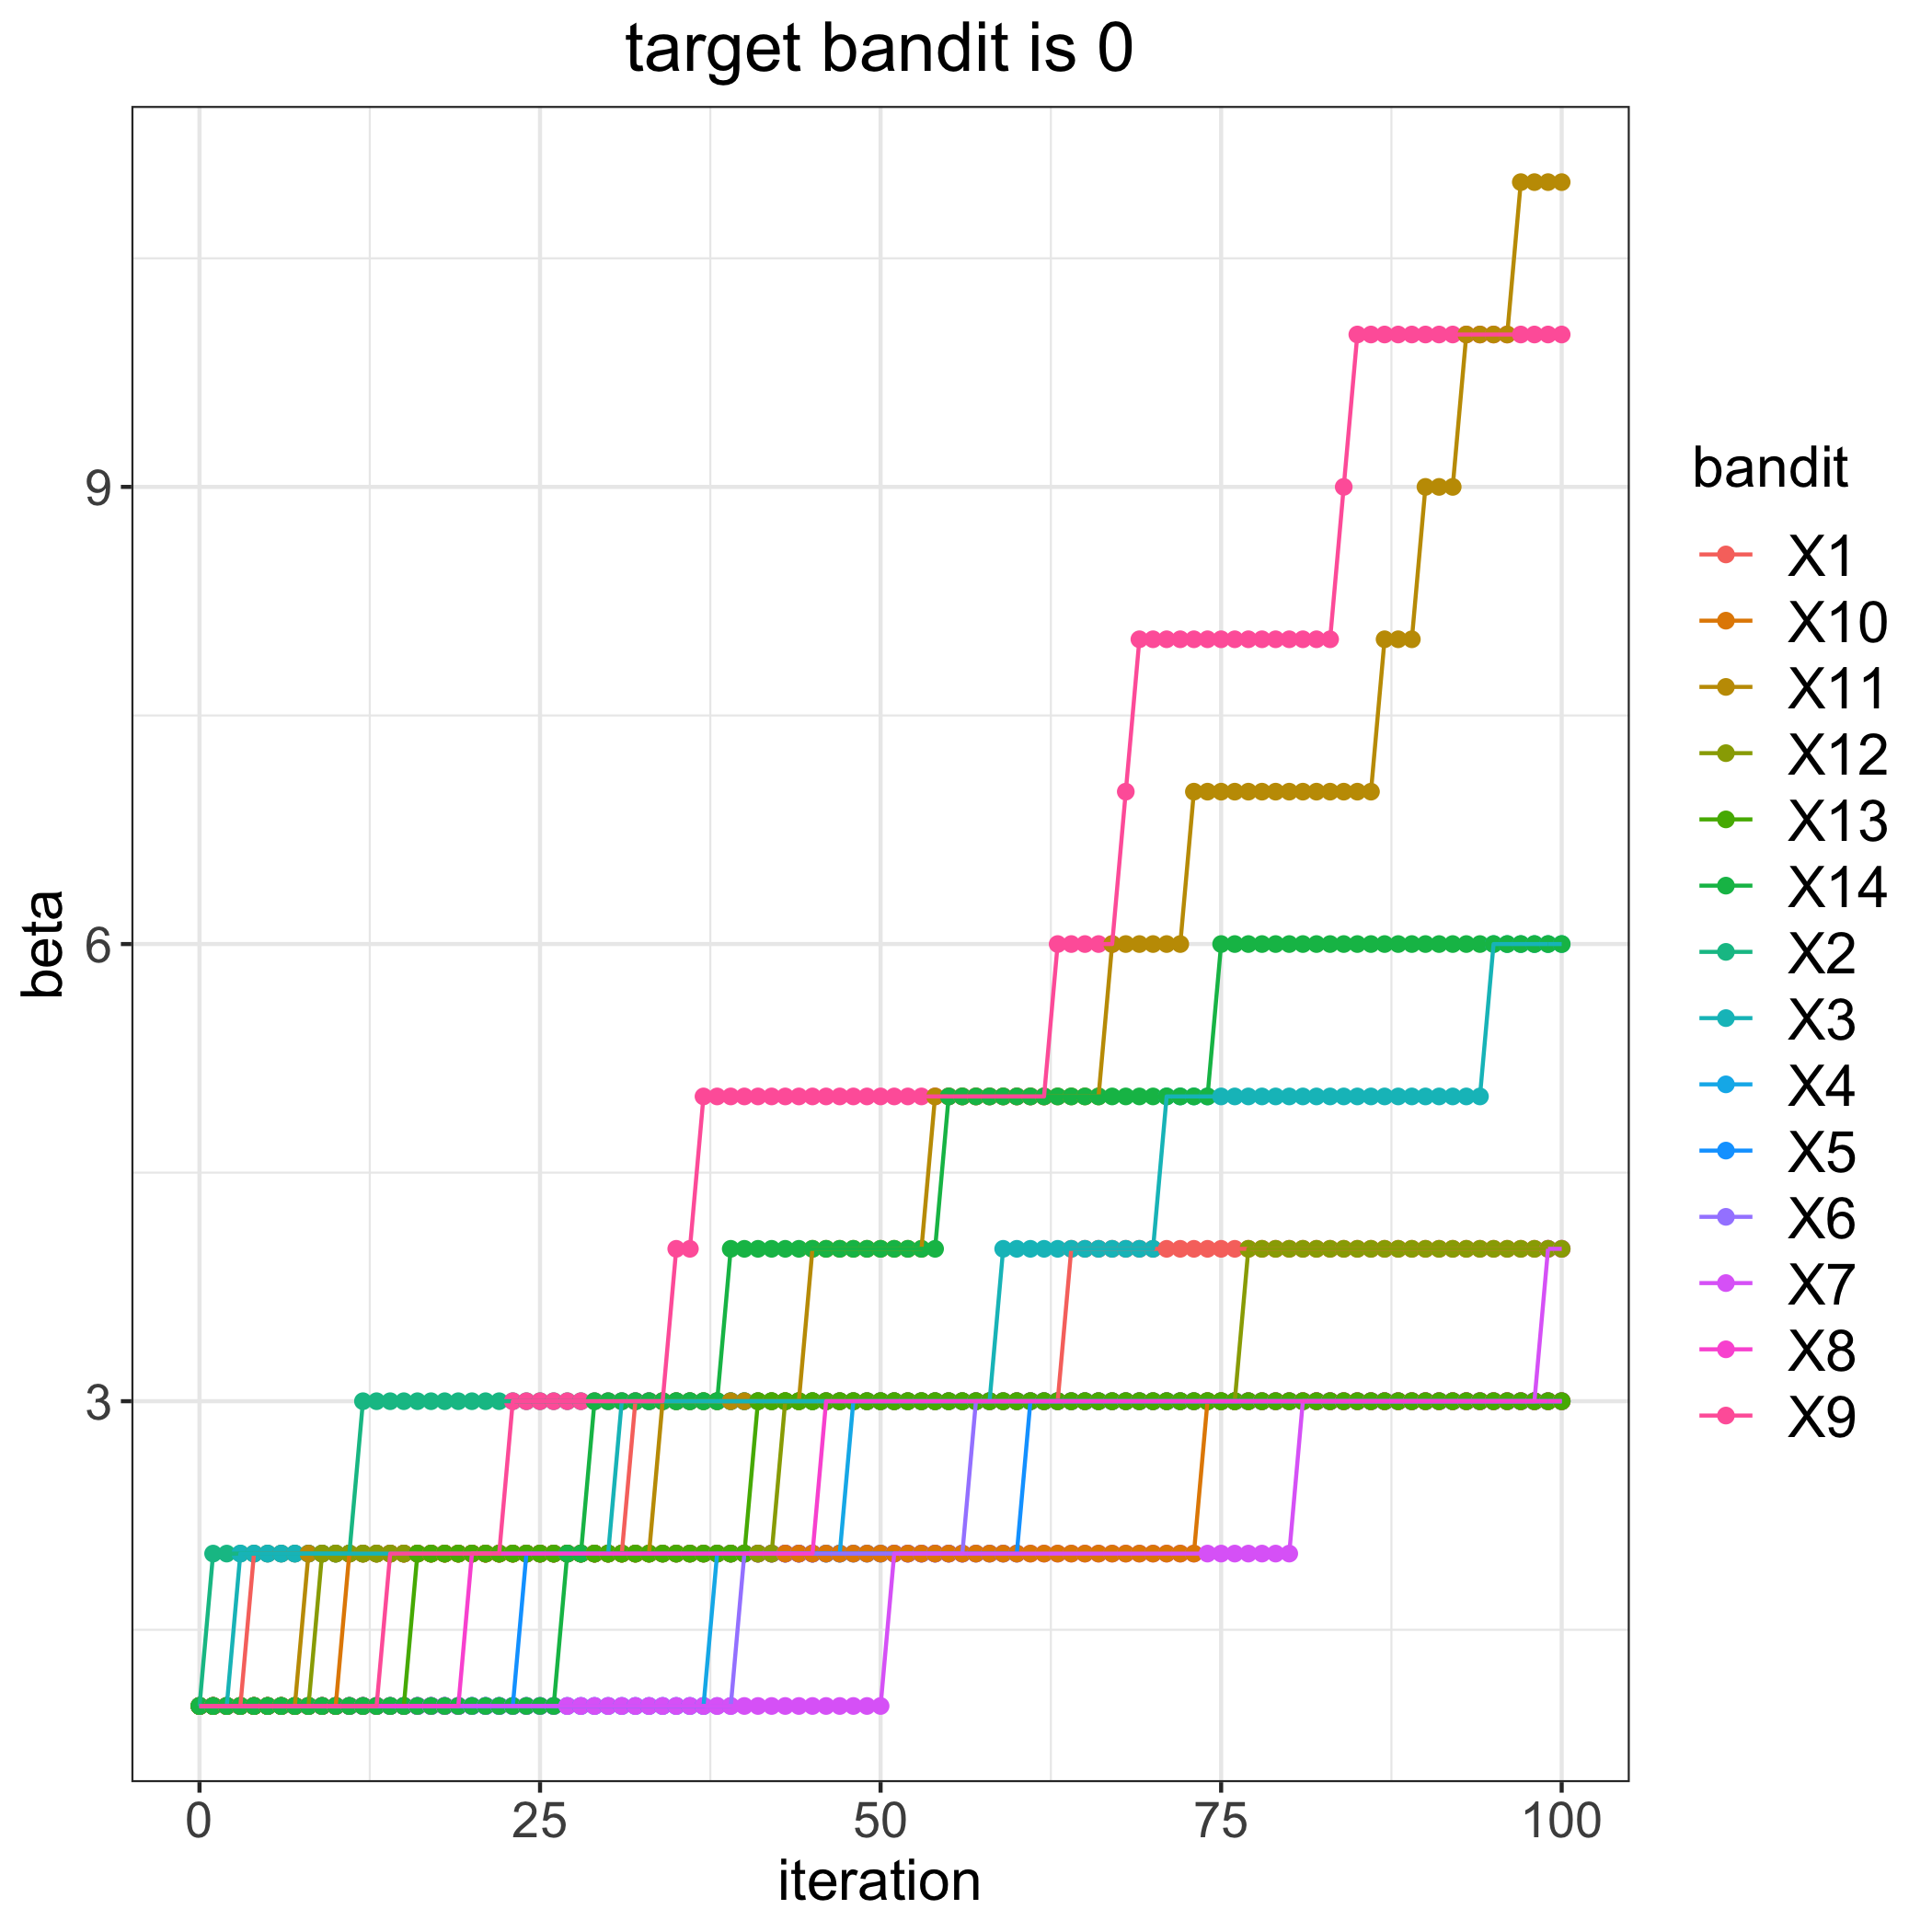 target bandit is 0
9
6
3
beta
0 25 50 75 100
iteration
bandit
X1
X10
X11
X12
X13
X14
X2
X3
X4
X5
X6
X7
X8
X9